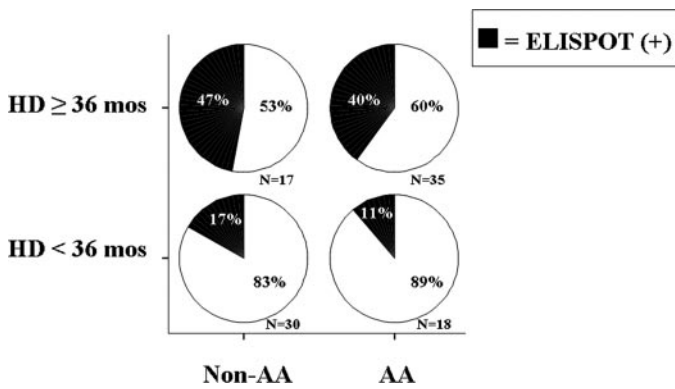 = ELISPOT (+)
HD ≥ 36 mos
47%
53%
N=17
40%
60%
N=35
HD < 36 mos
17%
83%
N=30
11%
89%
N=18
Non-AA
AA